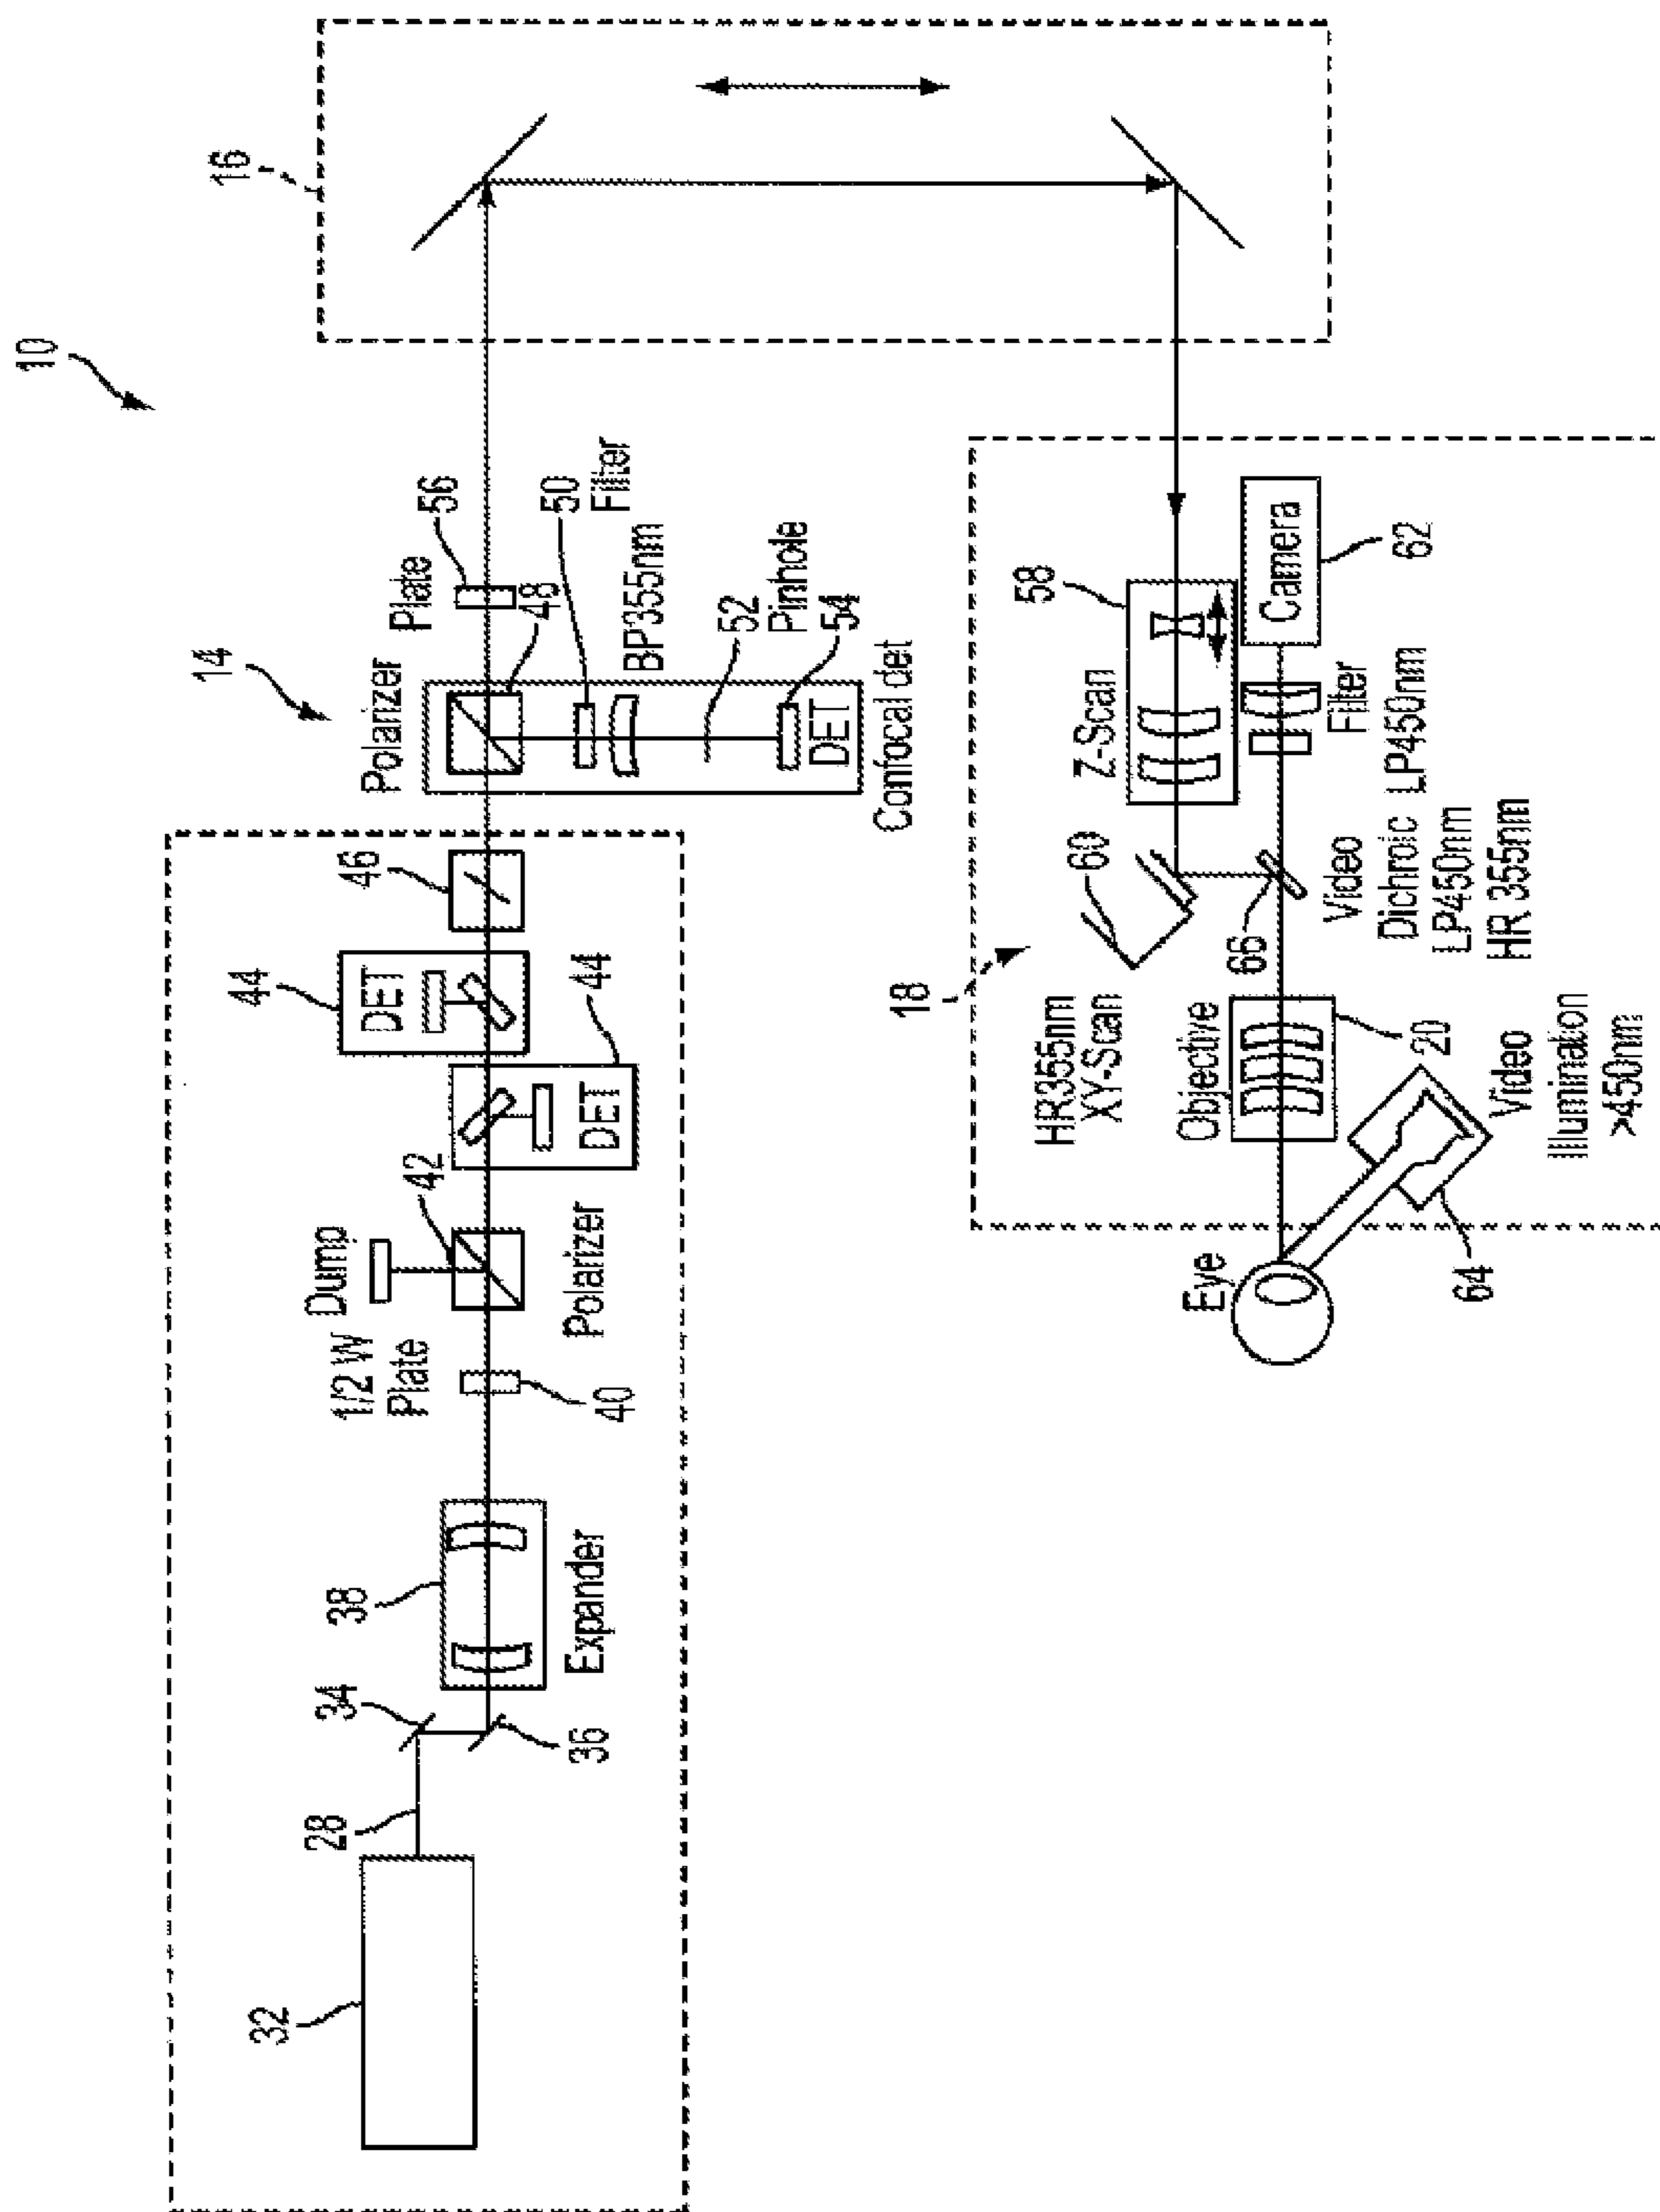 10
16
14
Polarizer
Plate
56
48
50
Filter
BP355nm
52
Pinhole
54
DET
Confocal det
46
44
DET
44
DET
42
Dump
1/2 W
Plate
Polarizer
40
38
Expander
34
36
28
32
18
58
Z-Scan
Camera
62
Filter
LP450nm
60
66
Video
Dichroic
LP450nm
HR 355nm
HR355nm
XY-Scan
Objective
20
Video
Illumination
>450nm
64
Eye